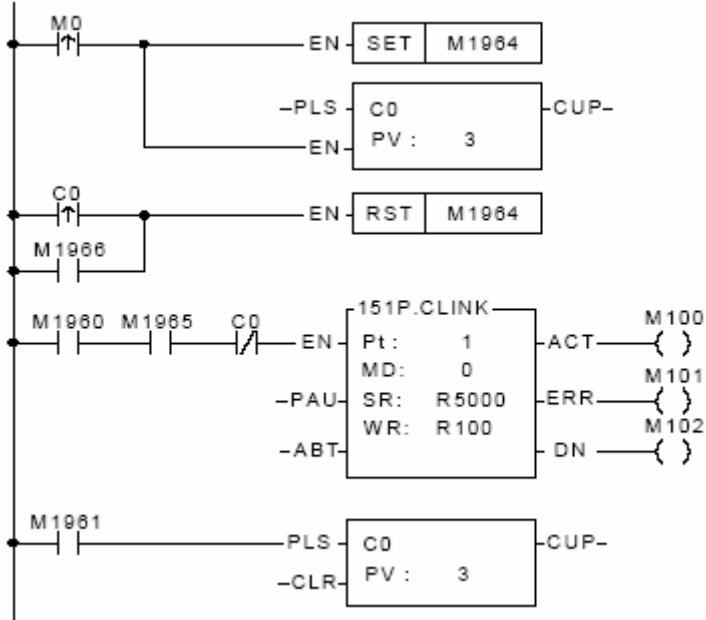 M0
EN SET M1964
PLS C0 CUP
PV : 3
EN
C0
EN RST M1964
M1966
151P.CLINK
M1960 M1965 C0 EN Pt : 1 ACT M100
MD: 0
PAU SR: R5000 ERR M101
WR: R100
ABT DN M102
M1961
PLS C0 CUP
CLR PV : 3